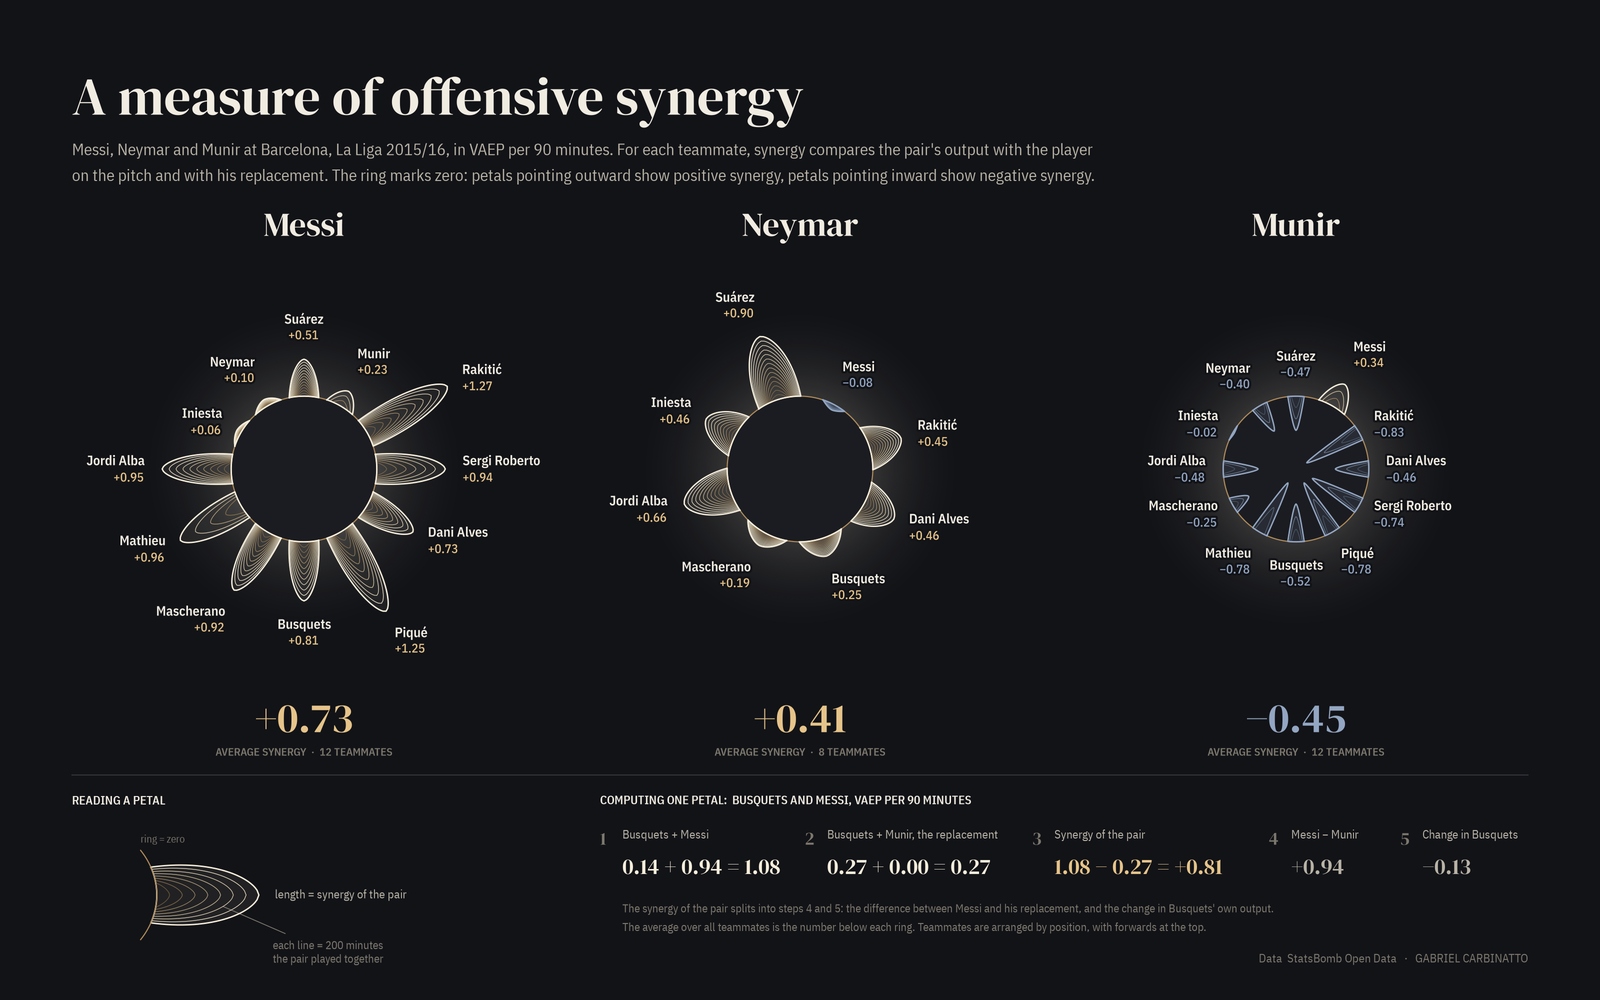 A measure of offensive synergy
Messi, Neymar and Munir at Barcelona, La Liga 2015/16, in VAEP per 90 minutes. For each teammate, synergy compares the pair's output with the player
on the pitch and with his replacement. The ring marks zero: petals pointing outward show positive synergy, petals pointing inward show negative synergy.
Messi
Suárez
+0.51
Neymar
+0.10
Munir
+0.23
Rakitić
+1.27
Iniesta
+0.06
Jordi Alba
+0.95
Sergi Roberto
+0.94
Mathieu
+0.96
Dani Alves
+0.73
Mascherano
+0.92
Busquets
+0.81
Piqué
+1.25
+0.73
AVERAGE SYNERGY · 12 TEAMMATES
Neymar
Suárez
+0.90
Messi
−0.08
Iniesta
+0.46
Rakitić
+0.45
Jordi Alba
+0.66
Dani Alves
+0.46
Mascherano
+0.19
Busquets
+0.25
+0.41
AVERAGE SYNERGY · 8 TEAMMATES
Munir
Messi
+0.34
Suárez
−0.47
Neymar
−0.40
Iniesta
−0.02
Rakitić
−0.83
Jordi Alba
−0.48
Dani Alves
−0.46
Mascherano
−0.25
Sergi Roberto
−0.74
Mathieu
−0.78
Busquets
−0.52
Piqué
−0.78
−0.45
AVERAGE SYNERGY · 12 TEAMMATES
READING A PETAL
ring = zero
length = synergy of the pair
each line = 200 minutes
the pair played together
COMPUTING ONE PETAL: BUSQUETS AND MESSI, VAEP PER 90 MINUTES
1 Busquets + Messi
0.14 + 0.94 = 1.08
2 Busquets + Munir, the replacement
0.27 + 0.00 = 0.27
3 Synergy of the pair
1.08 − 0.27 = +0.81
4 Messi − Munir
+0.94
5 Change in Busquets
−0.13
The synergy of the pair splits into steps 4 and 5: the difference between Messi and his replacement, and the change in Busquets' own output.
The average over all teammates is the number below each ring. Teammates are arranged by position, with forwards at the top.
Data StatsBomb Open Data · GABRIEL CARBINATTO